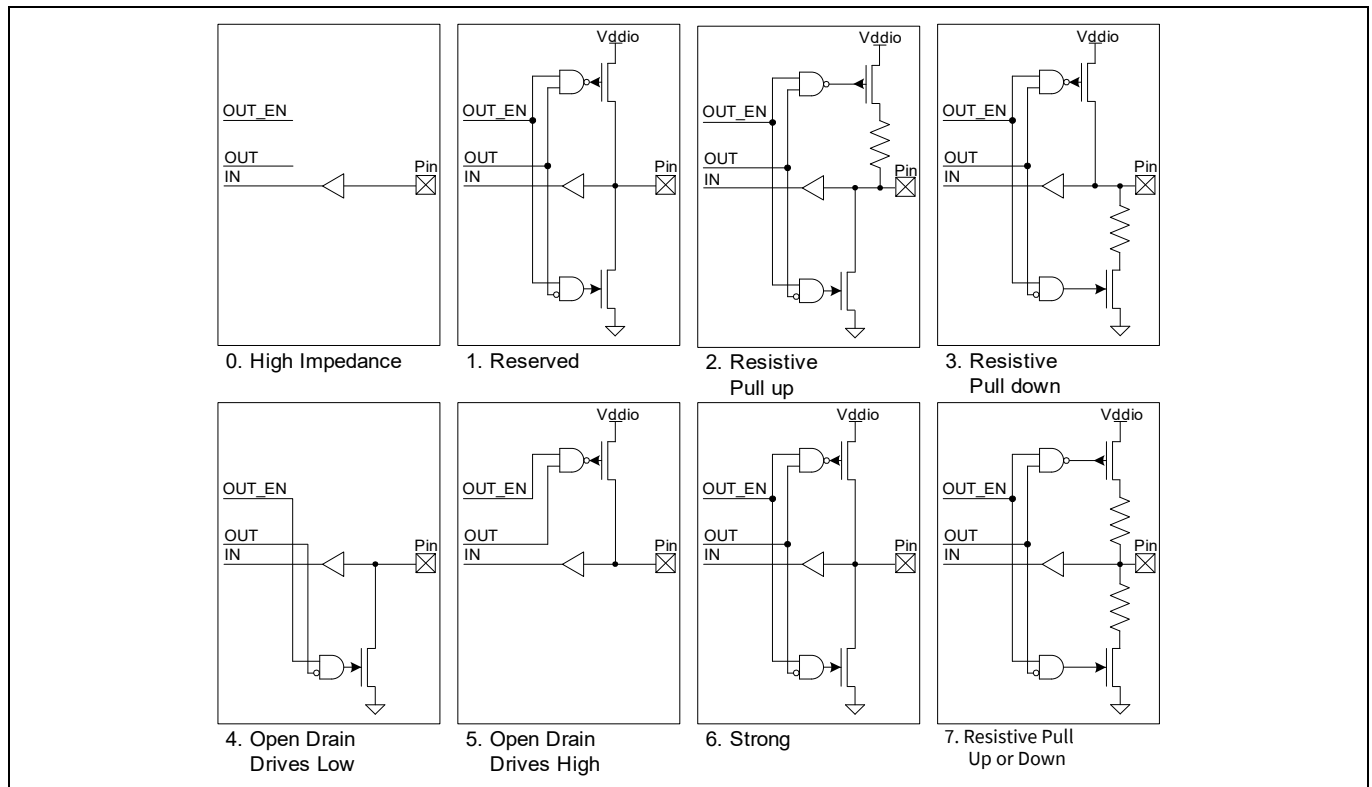 OUT_EN
OUT
IN
Pin
0. High Impedance
Vddio
OUT_EN
OUT
IN
Pin
1. Reserved
Vddio
OUT_EN
OUT
IN
Pin
2. Resistive
Pull up
Vddio
OUT_EN
OUT
IN
Pin
3. Resistive
Pull down
OUT_EN
OUT
IN
Pin
4. Open Drain
Drives Low
Vddio
OUT_EN
OUT
IN
Pin
5. Open Drain
Drives High
Vddio
OUT_EN
OUT
IN
Pin
6. Strong
Vddio
OUT_EN
OUT
IN
Pin
7. Resistive Pull
Up or Down